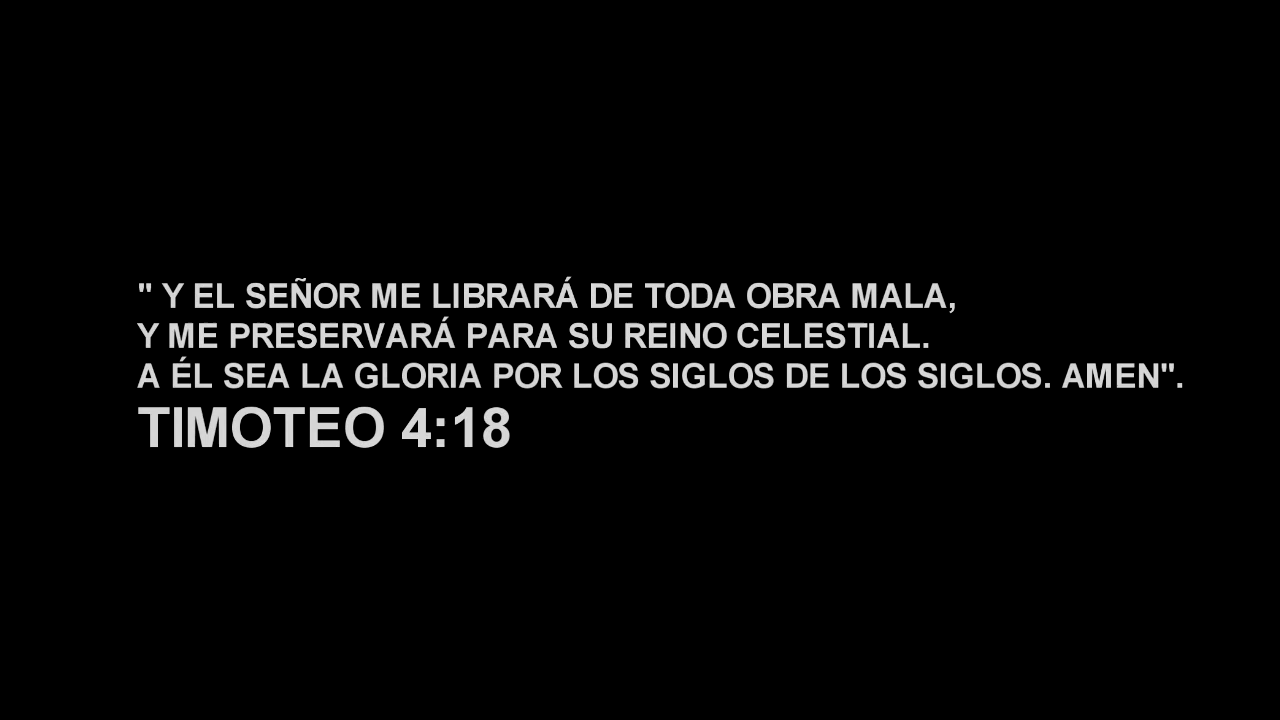 " Y EL SEÑOR ME LIBRARÁ DE TODA OBRA MALA,
Y ME PRESERVARÁ PARA SU REINO CELESTIAL.
A ÉL SEA LA GLORIA POR LOS SIGLOS DE LOS SIGLOS. AMEN".
TIMOTEO 4:18